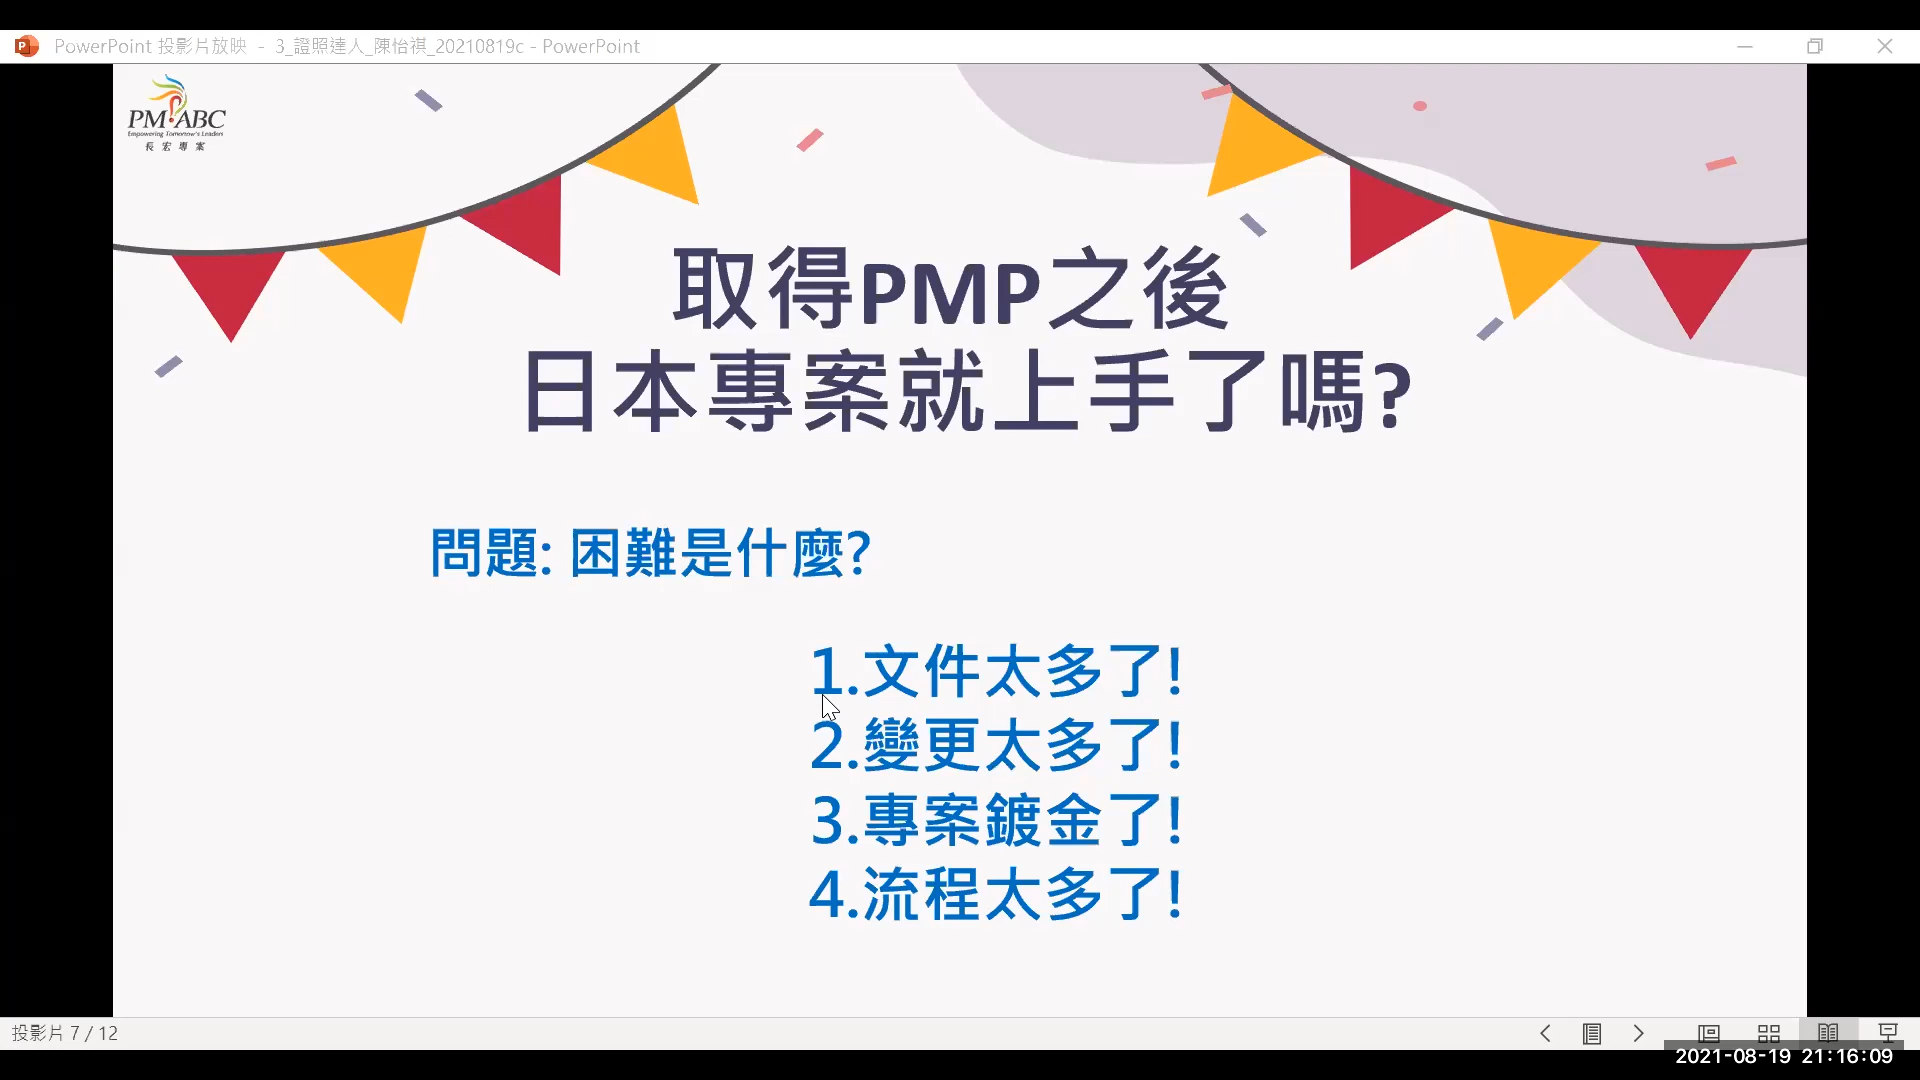 PowerPoint 投影片放映 - 3_證照達人_陳怡祺_20210819c - PowerPoint
PMABC
Empowering Tomorrow's Leaders
長宏專案
取得PMP之後
日本專案就上手了嗎?
問題: 困難是什麼?
1.文件太多了!
2.變更太多了!
3.專案鍍金了!
4.流程太多了!
投影片 7 / 12
2021-08-19 21:16:09